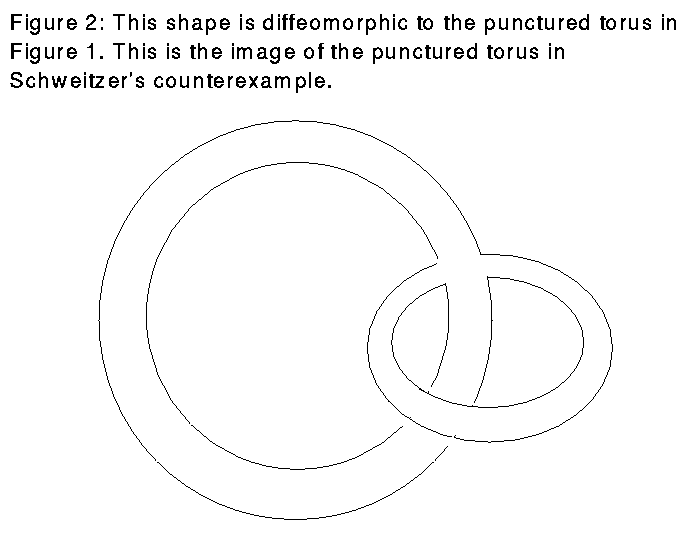 Figure 2: This shape is diffeomorphic to the punctured torus in
Figure 1. This is the image of the punctured torus in
Schweitzer's counterexample.